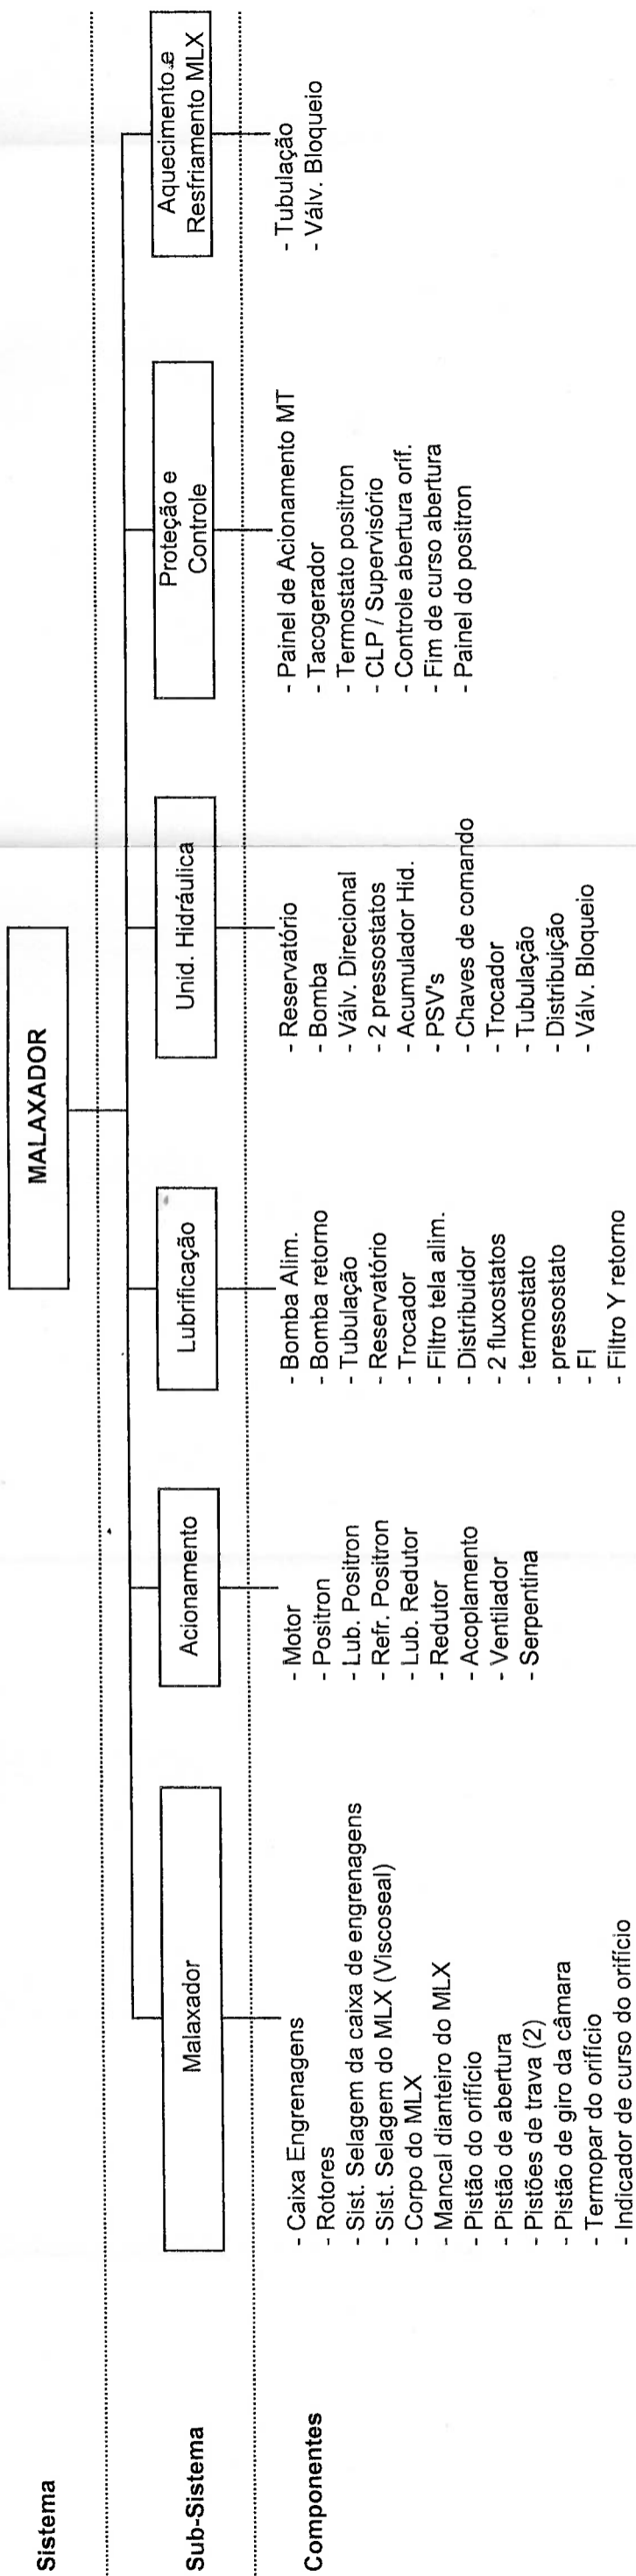 Sistema
MALAXADOR
Sub-Sistema
Malaxador
Acionamento
Lubrificação
Unid. Hidráulica
Proteção e
Controle
Aquecimento e
Resfriamento MLX
Componentes
- Caixa Engrenagens
- Rotores
- Sist. Selagem da caixa de engrenagens
- Sist. Selagem do MLX (Viscoseal)
- Corpo do MLX
- Mancal dianteiro do MLX
- Pistão do orifício
- Pistão de abertura
- Pistões de trava (2)
- Pistão de giro da câmara
- Termopar do orifício
- Indicador de curso do orifício
- Motor
- Positron
- Lub. Positron
- Refr. Positron
- Lub. Redutor
- Redutor
- Acoplamento
- Ventilador
- Serpentina
- Bomba Alim.
- Bomba retorno
- Tubulação
- Reservatório
- Trocador
- Filtro tela alim.
- Distribuidor
- 2 fluxostatos
- termostato
- pressostato
- FI
- Filtro Y retorno
- Reservatório
- Bomba
- Válv. Direcional
- 2 pressostatos
- Acumulador Hid.
- PSV's
- Chaves de comando
- Trocador
- Tubulação
- Distribuição
- Válv. Bloqueio
- Painel de Acionamento MT
- Tacogerador
- Termostato positron
- CLP / Supervisório
- Controle abertura oríf.
- Fim de curso abertura
- Painel do positron
- Tubulação
- Válv. Bloqueio